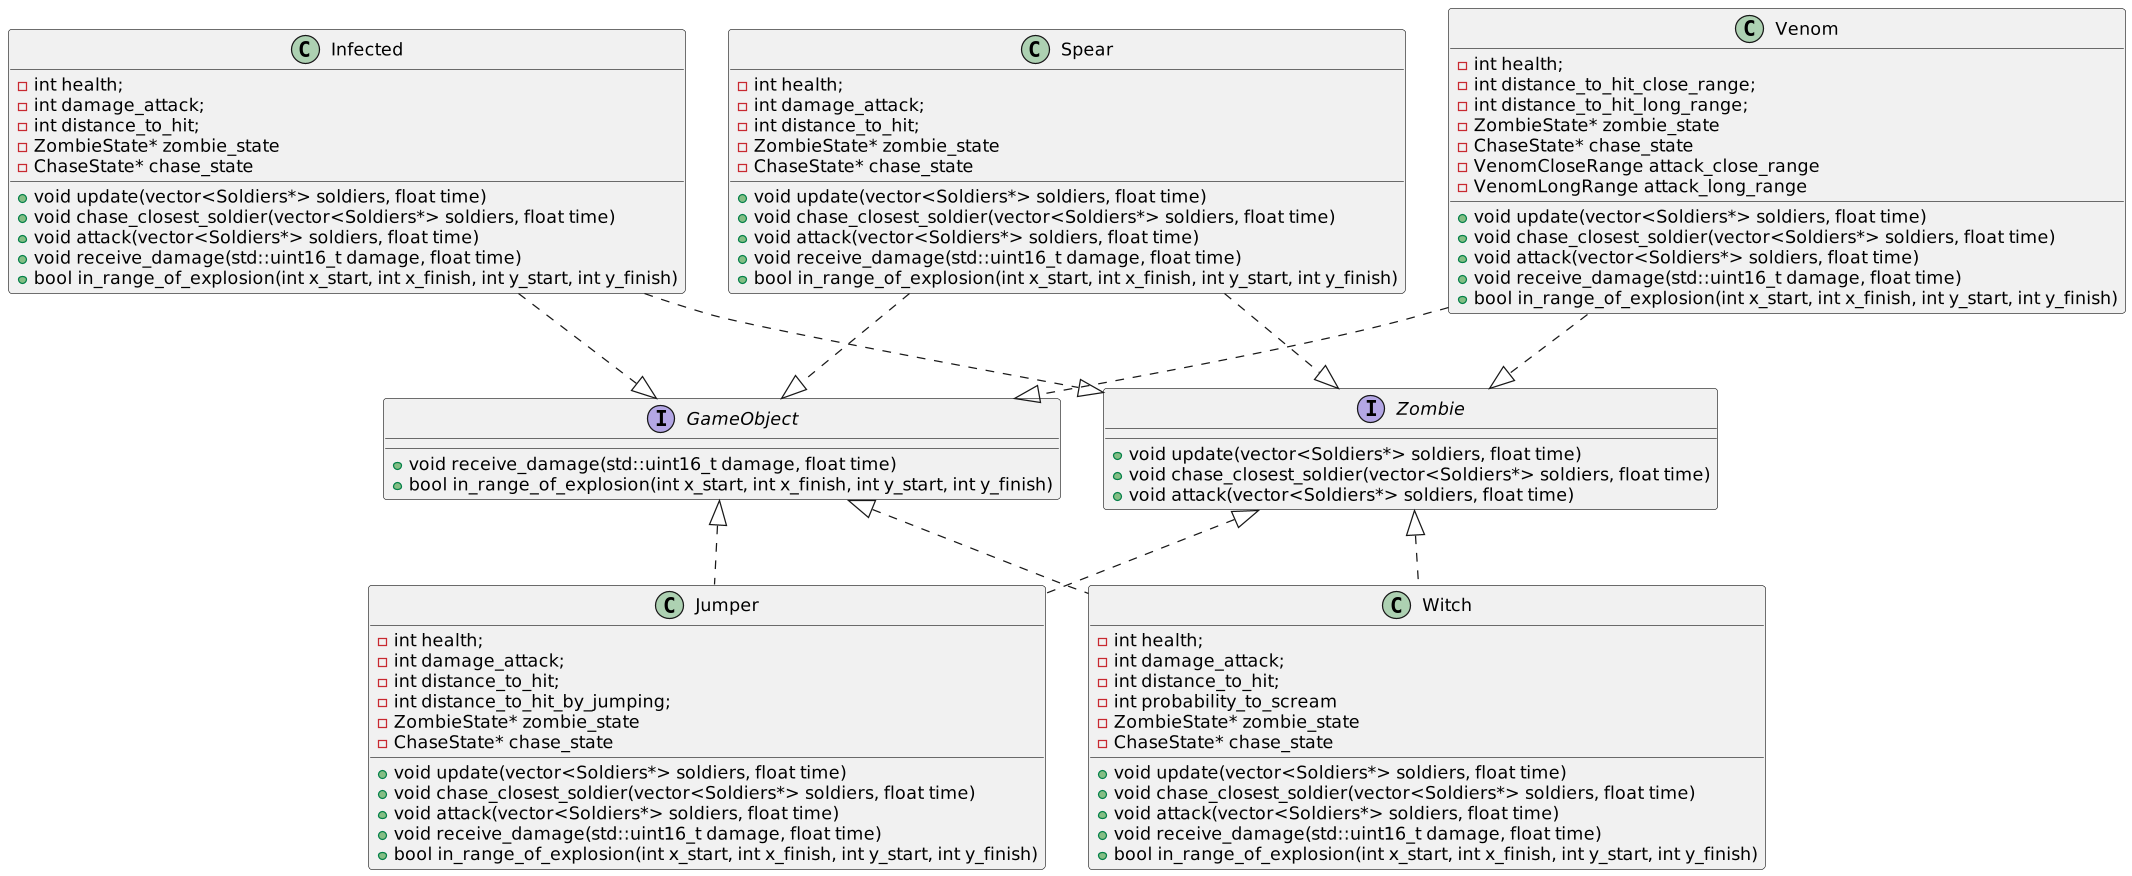 C Infected
int health;
int damage_attack;
int distance_to_hit;
ZombieState* zombie_state
ChaseState* chase_state
void update(vector<Soldiers*> soldiers, float time)
void chase_closest_soldier(vector<Soldiers*> soldiers, float time)
void attack(vector<Soldiers*> soldiers, float time)
void receive_damage(std::uint16_t damage, float time)
bool in_range_of_explosion(int x_start, int x_finish, int y_start, int y_finish)
C Spear
int health;
int damage_attack;
int distance_to_hit;
ZombieState* zombie_state
ChaseState* chase_state
void update(vector<Soldiers*> soldiers, float time)
void chase_closest_soldier(vector<Soldiers*> soldiers, float time)
void attack(vector<Soldiers*> soldiers, float time)
void receive_damage(std::uint16_t damage, float time)
bool in_range_of_explosion(int x_start, int x_finish, int y_start, int y_finish)
C Venom
int health;
int distance_to_hit_close_range;
int distance_to_hit_long_range;
ZombieState* zombie_state
ChaseState* chase_state
VenomCloseRange attack_close_range
VenomLongRange attack_long_range
void update(vector<Soldiers*> soldiers, float time)
void chase_closest_soldier(vector<Soldiers*> soldiers, float time)
void attack(vector<Soldiers*> soldiers, float time)
void receive_damage(std::uint16_t damage, float time)
bool in_range_of_explosion(int x_start, int x_finish, int y_start, int y_finish)
I GameObject
void receive_damage(std::uint16_t damage, float time)
bool in_range_of_explosion(int x_start, int x_finish, int y_start, int y_finish)
I Zombie
void update(vector<Soldiers*> soldiers, float time)
void chase_closest_soldier(vector<Soldiers*> soldiers, float time)
void attack(vector<Soldiers*> soldiers, float time)
C Jumper
int health;
int damage_attack;
int distance_to_hit;
int distance_to_hit_by_jumping;
ZombieState* zombie_state
ChaseState* chase_state
void update(vector<Soldiers*> soldiers, float time)
void chase_closest_soldier(vector<Soldiers*> soldiers, float time)
void attack(vector<Soldiers*> soldiers, float time)
void receive_damage(std::uint16_t damage, float time)
bool in_range_of_explosion(int x_start, int x_finish, int y_start, int y_finish)
C Witch
int health;
int damage_attack;
int distance_to_hit;
int probability_to_scream
ZombieState* zombie_state
ChaseState* chase_state
void update(vector<Soldiers*> soldiers, float time)
void chase_closest_soldier(vector<Soldiers*> soldiers, float time)
void attack(vector<Soldiers*> soldiers, float time)
void receive_damage(std::uint16_t damage, float time)
bool in_range_of_explosion(int x_start, int x_finish, int y_start, int y_finish)